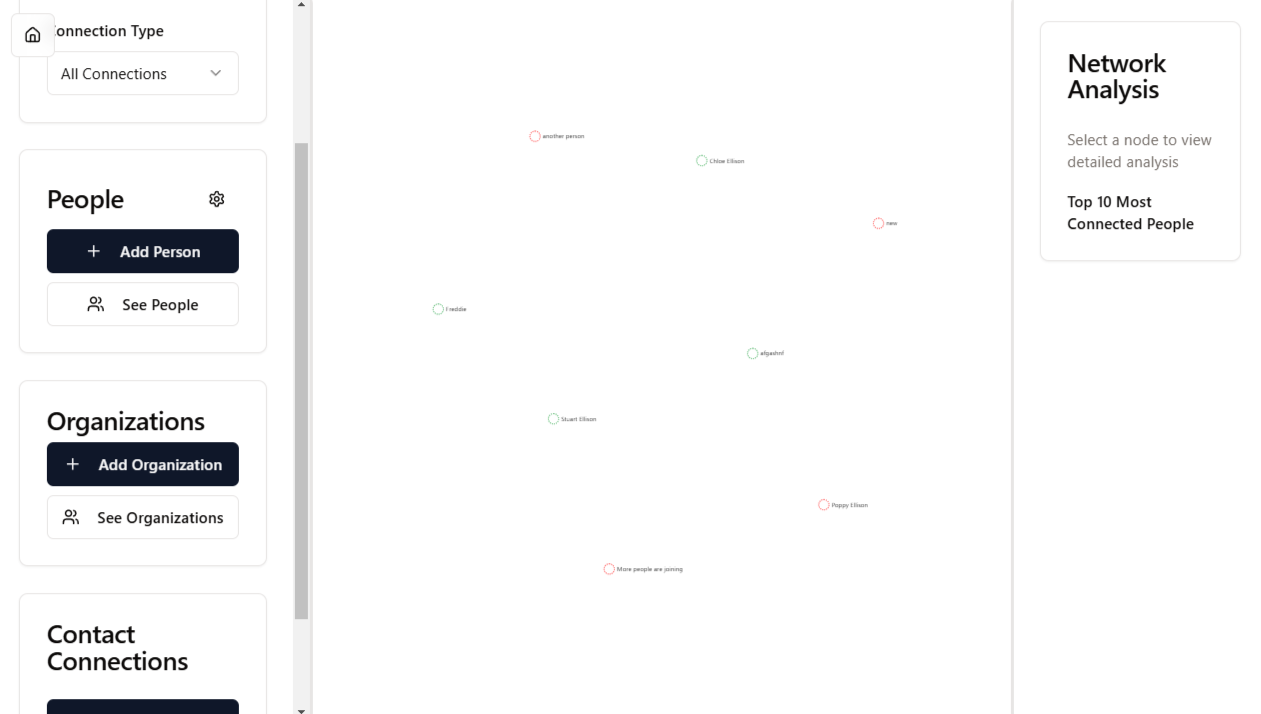 onnection Type
All Connections
People
Add Person
See People
Organizations
Add Organization
See Organizations
Contact
Connections
another person
Chloe Ellison
new
Freddie
afgashnf
Stuart Ellison
Poppy Ellison
More people are joining
Network
Analysis
Select a node to view
detailed analysis
Top 10 Most
Connected People